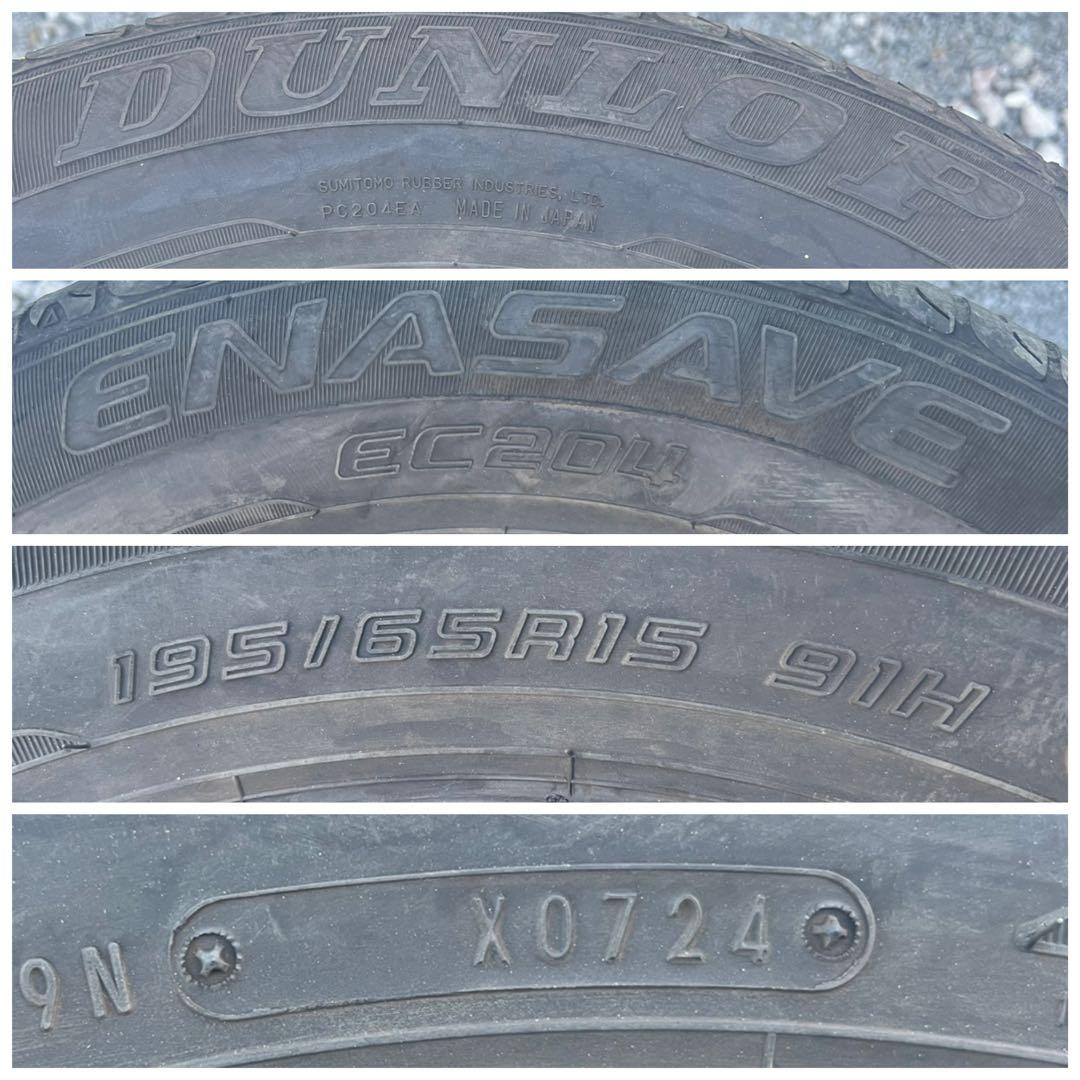 DUNLOP
SUMITOMO RUBBER INDUSTRIES, LTD.
PC204EA MADE IN JAPAN
ENASAVE
EC204
195/65R15 91H
9N X0724